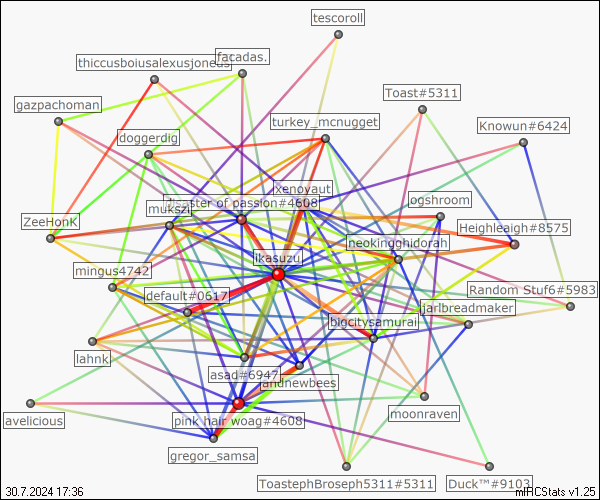 tescoroll
facadas.
thiccusboiusalexusjoneus
Toast#5311
gazpachoman
turkey_mcnugget
Knowun#6424
doggerdig
xenoyaut
disaster of passion#4608
ogshroom
mukszi
ZeeHonK
Heighleaigh#8575
neokingghidorah
ikasuzu
mingus4742
Random Stuf6#5983
default#0617
jarlbreadmaker
bigcitysamurai
lahnk
asad#6947
landnewbees
moonraven
avelicious
pink hair woag#4608
gregor_samsa
ToastephBroseph5311#5311
Duck™#9103
30.7.2024 17:36
mIRCStats v1.25